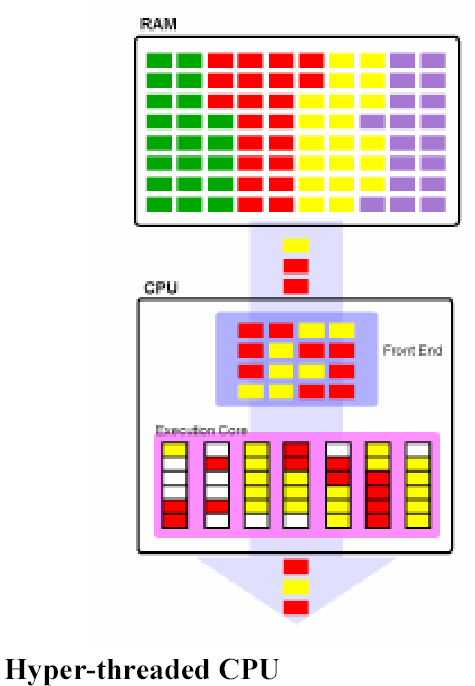 RAM
CPU
Front End
Execution Core
Hyper-threaded CPU